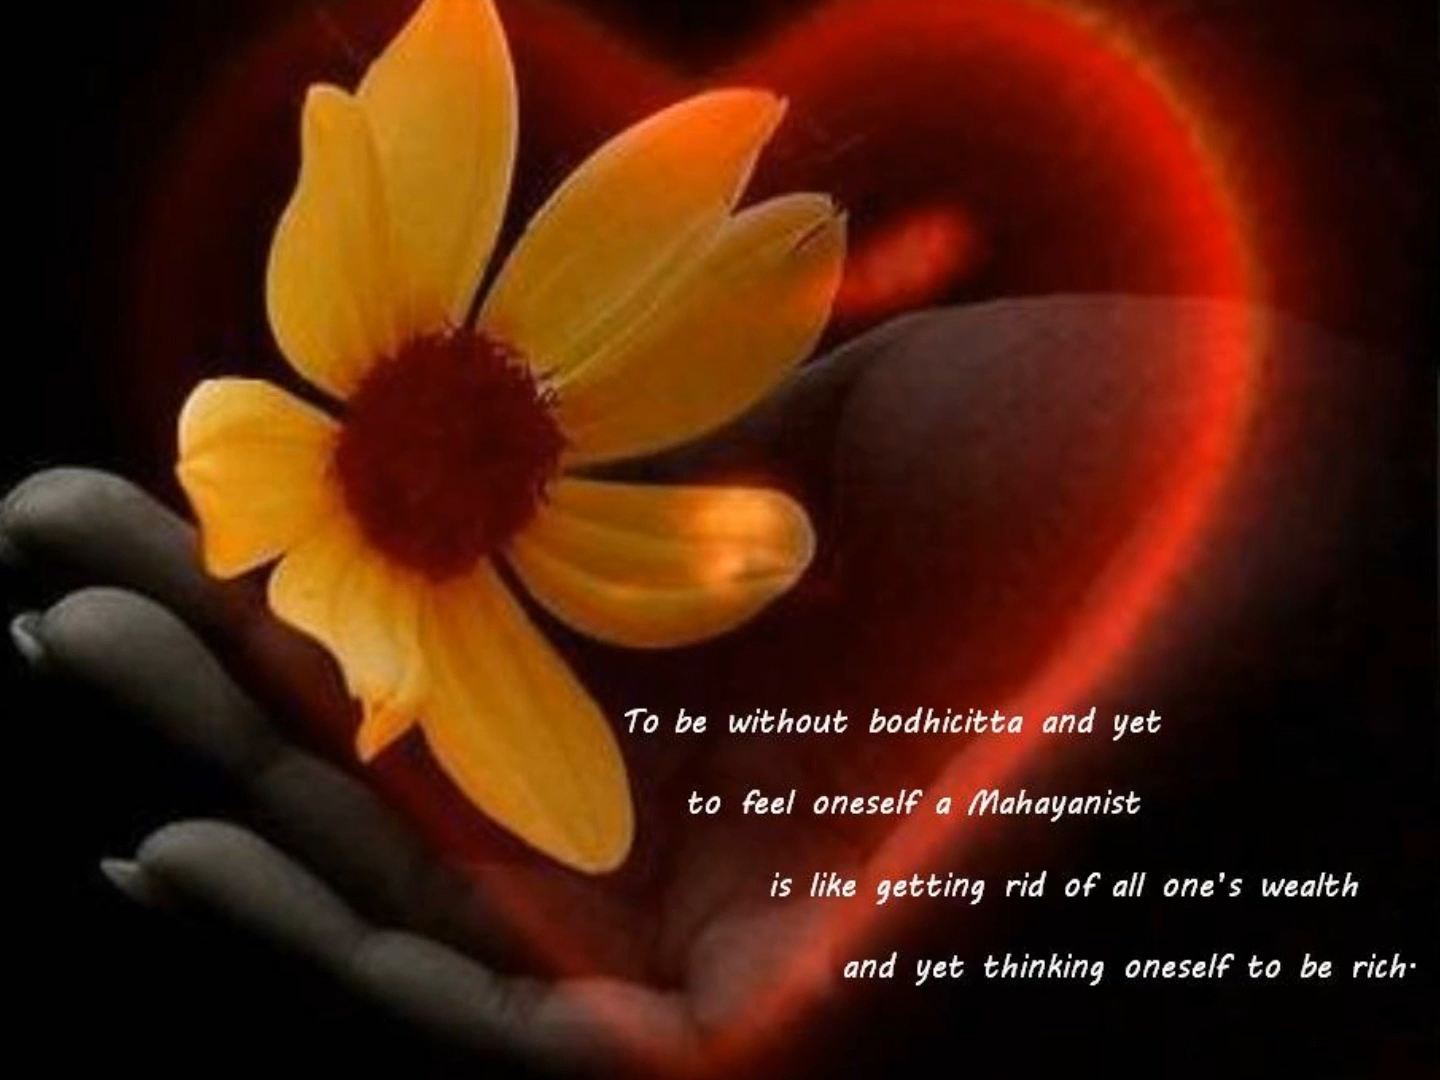 To be without bodhicitta and yet
to feel oneself a Mahayanist
is like getting rid of all one's wealth
and yet thinking oneself to be rich.